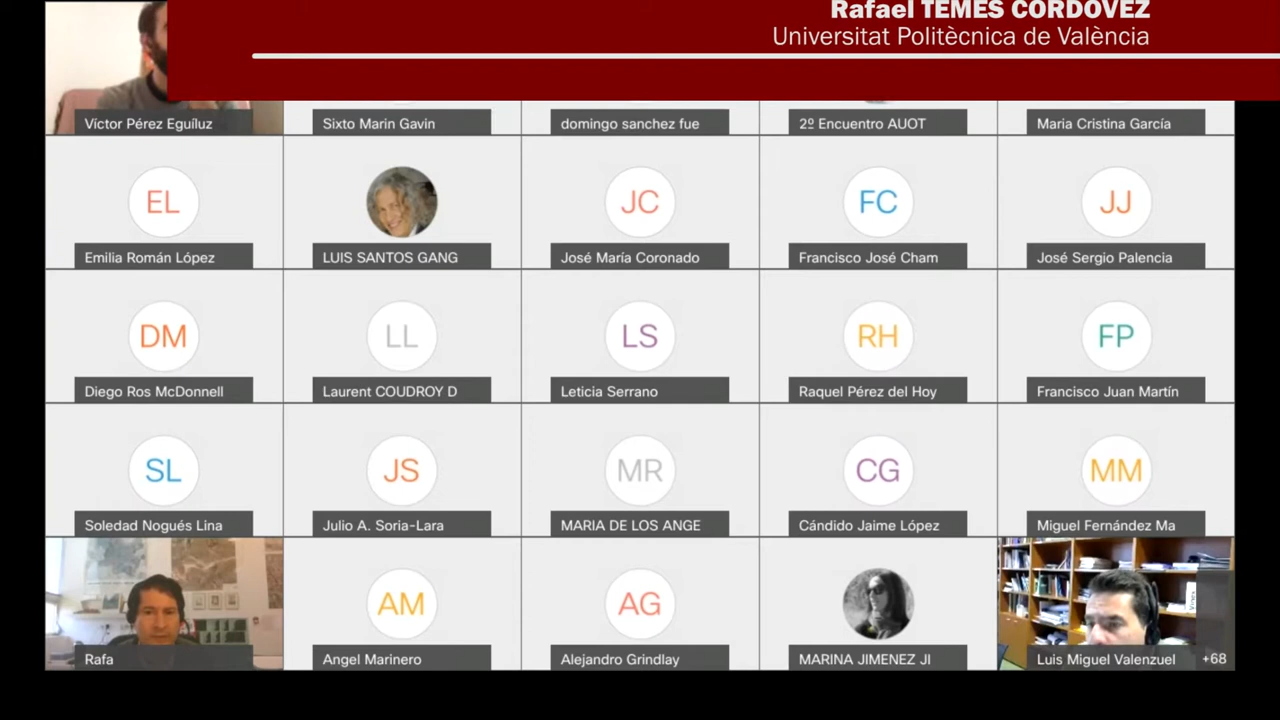 Rafael TEMES CORDOVEZ
Universitat Politècnica de València
Víctor Pérez Eguíluz
Sixto Marin Gavin
domingo sanchez fue
2º Encuentro AUOT
Maria Cristina García
EL
JC
FC
JJ
Emilia Román López
LUIS SANTOS GANG
José María Coronado
Francisco José Cham
José Sergio Palencia
DM
LL
LS
RH
FP
Diego Ros McDonnell
Laurent COUDROY D
Leticia Serrano
Raquel Pérez del Hoy
Francisco Juan Martín
SL
JS
MR
CG
MM
Soledad Nogués Lina
Julio A. Soria-Lara
MARIA DE LOS ANGE
Cándido Jaime López
Miguel Fernández Ma
AM
AG
Rafa
Angel Marinero
Alejandro Grindlay
MARINA JIMENEZ JI
Luis Miguel Valenzuel
+68